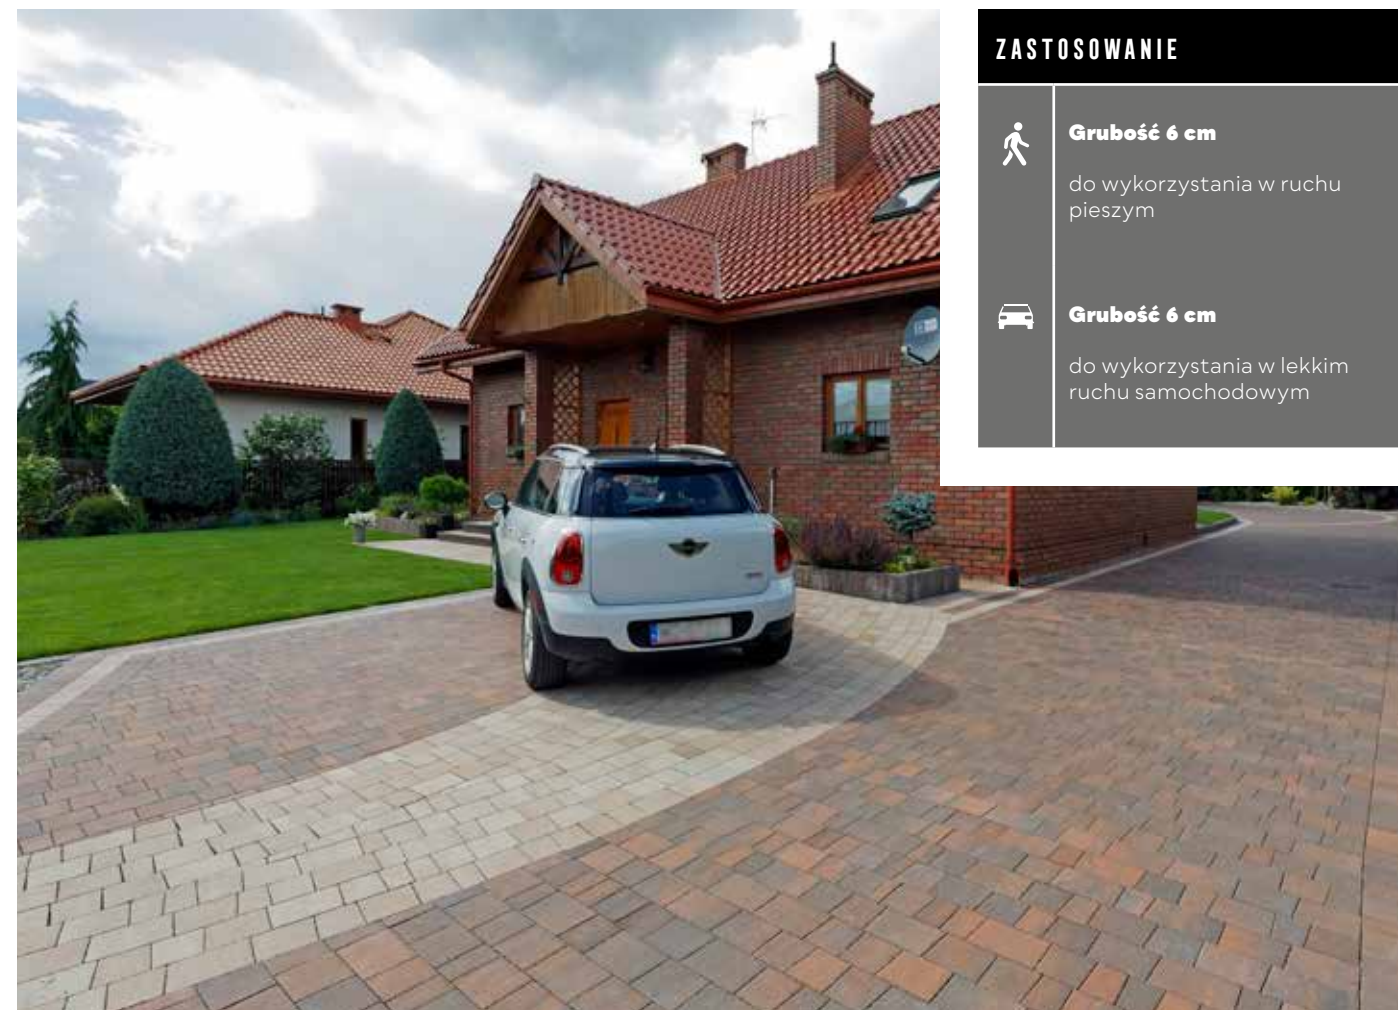 ZASTOSOWANIE
Grubość 6 cm
do wykorzystania w ruchu
pieszym
Grubość 6 cm
do wykorzystania w lekkim
ruchu samochodowym